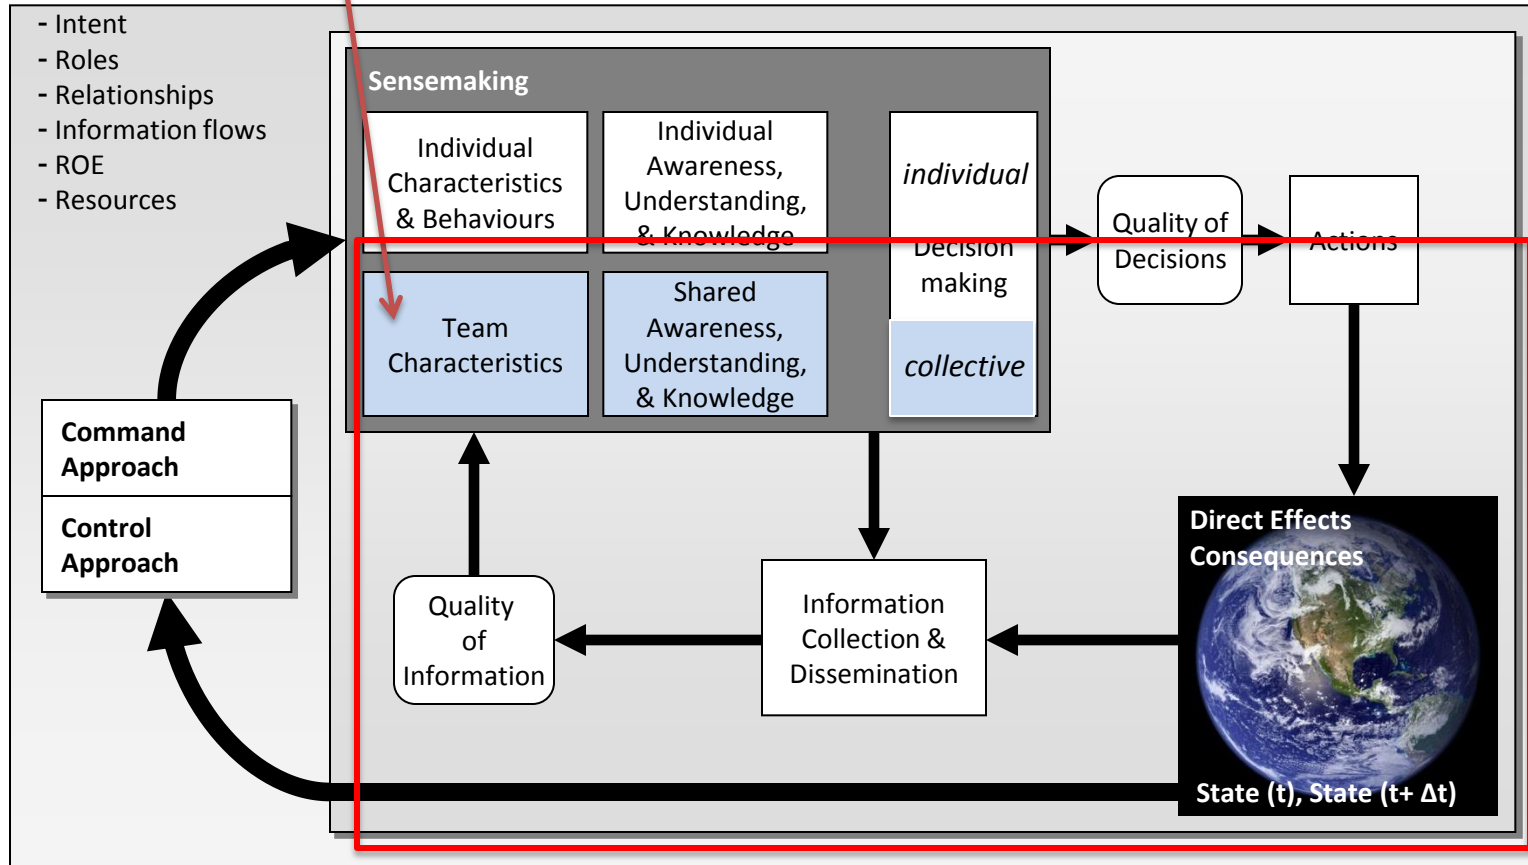 - Intent
- Roles
- Relationships
- Information flows
- ROE
- Resources
Sensemaking
Individual
Characteristics
& Behaviours
Individual
Awareness,
Understanding,
& Knowledge
individual
Decision
making
collective
Team
Characteristics
Shared
Awareness,
Understanding,
& Knowledge
Quality of
Decisions
Actions
Command
Approach
Control
Approach
Quality
of
Information
Information
Collection &
Dissemination
Direct Effects
Consequences
State (t), State (t+ Δt)